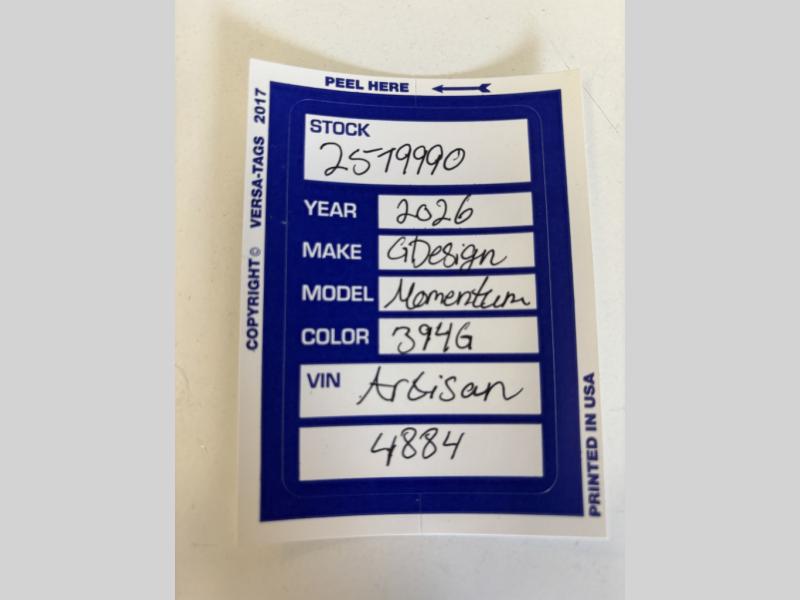 PEEL HERE
COPYRIGHT© VERSA-TAGS 2017
STOCK
2519990
YEAR 2026
MAKE GDesign
MODEL Momentum
COLOR 394G
VIN Artisan
4884
PRINTED IN USA